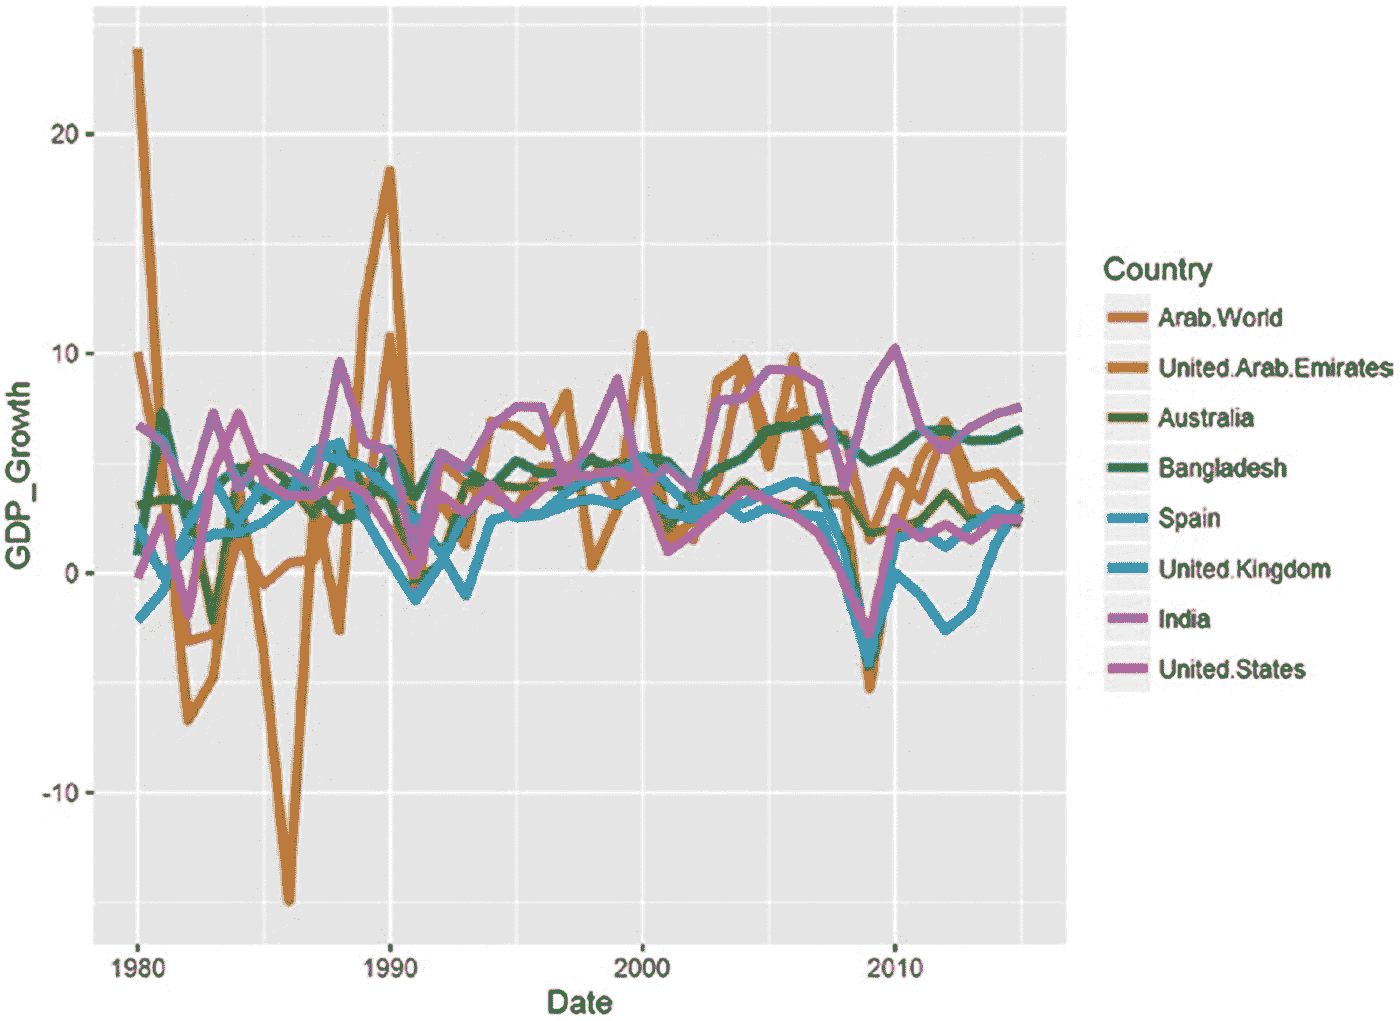 20
10
0
-10
GDP_Growth
1980
1990
2000
2010
Date
Country
Arab.World
United.Arab.Emirates
Australia
Bangladesh
Spain
United.Kingdom
India
United.States